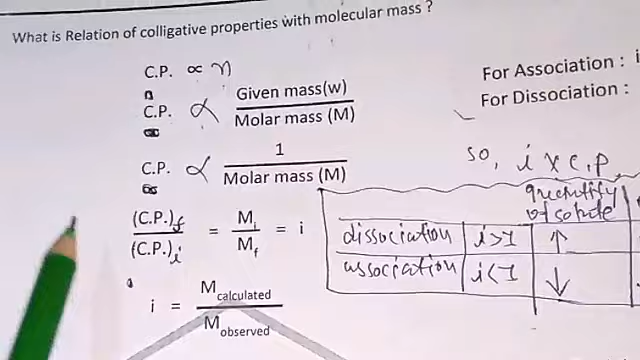 What is Relation of colligative properties with molecular mass ?
C.P. ∝ n
C.P. ∝ Given mass(w)
Molar mass (M)
C.P. ∝ 1
Molar mass (M)
(C.P.)f / (C.P.)i = Mi / Mf = i
i = Mcalculated / Mobserved
For Association : i
For Dissociation :
so, i ∝ C.P
quantity of solute
dissociation i>1 ↑
association i<1 ↓